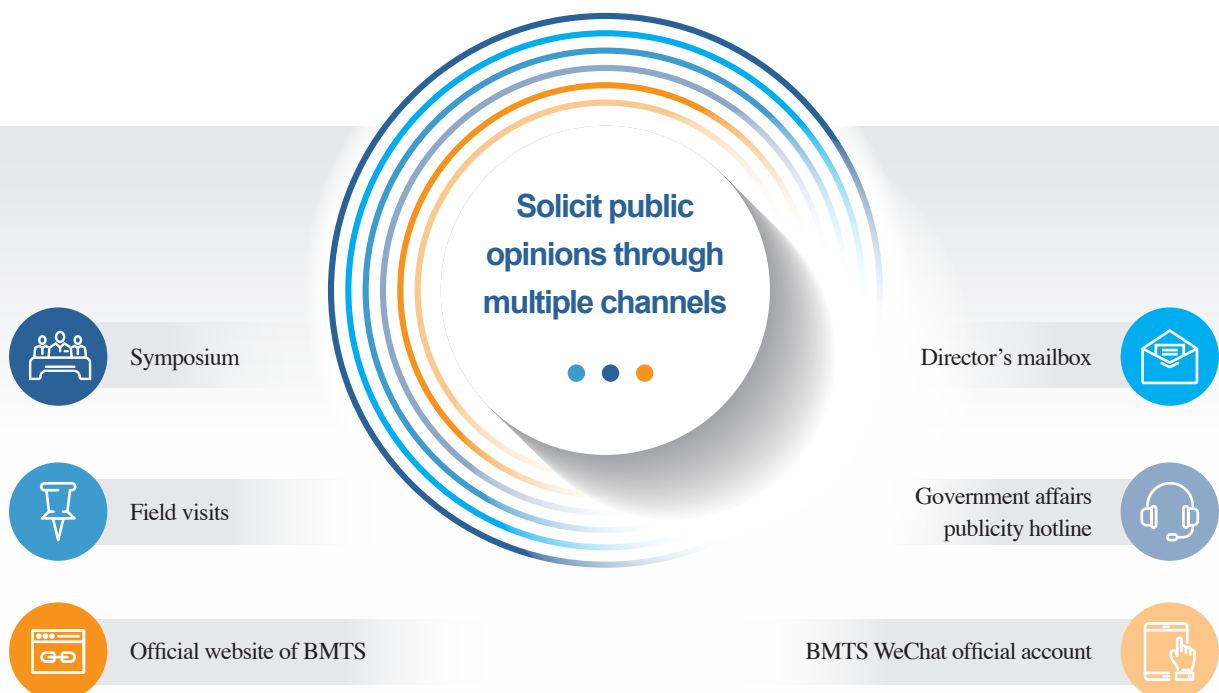 Solicit public
opinions through
multiple channels
Symposium
Director’s mailbox
Field visits
Government affairs
publicity hotline
Official website of BMTS
BMTS WeChat official account